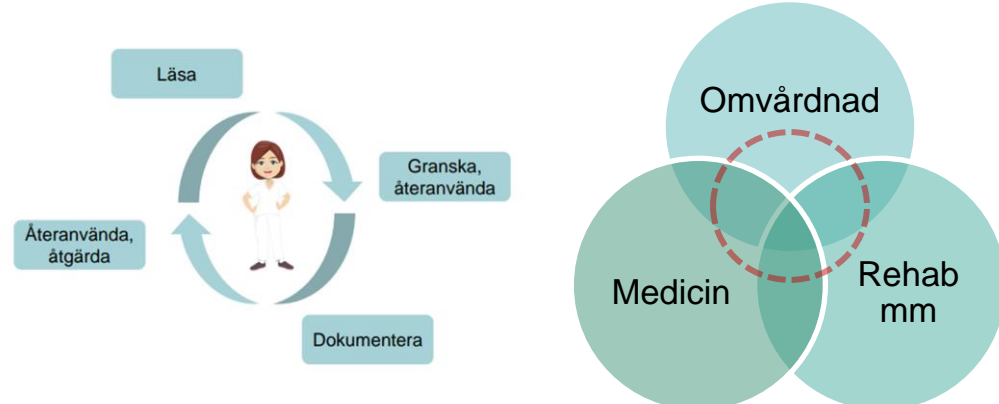 Läsa
Granska,
återanvända
Dokumentera
Återanvända,
åtgärda
Omvårdnad
Medicin
Rehab
mm